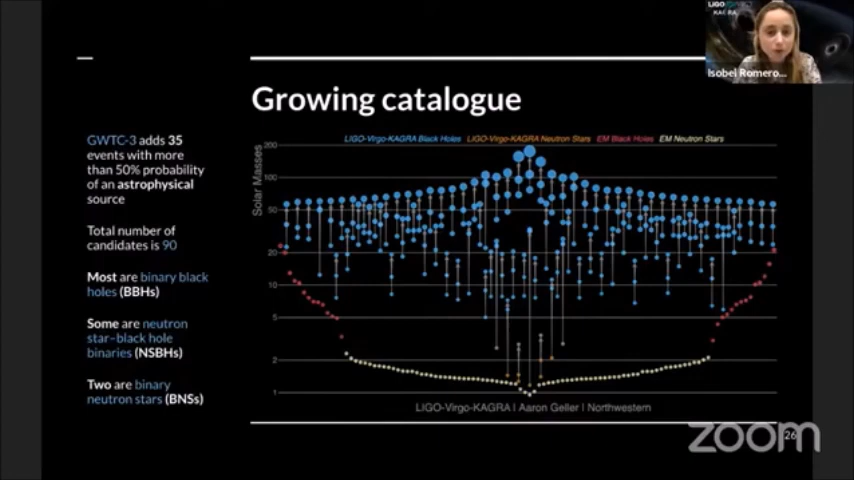 LIGO
KAGRA
Isobel Romero...
Growing catalogue
GWTC-3 adds 35
events with more
than 50% probability
of an astrophysical
source
Total number of
candidates is 90
Most are binary black
holes (BBHs)
Some are neutron
star–black hole
binaries (NSBHs)
Two are binary
neutron stars (BNSs)
LIGO-Virgo-KAGRA Black Holes LIGO-Virgo-KAGRA Neutron Stars EM Black Holes EM Neutron Stars
Solar Masses
200
100
50
20
10
5
2
1
LIGO-Virgo-KAGRA | Aaron Geller | Northwestern
zoom
26